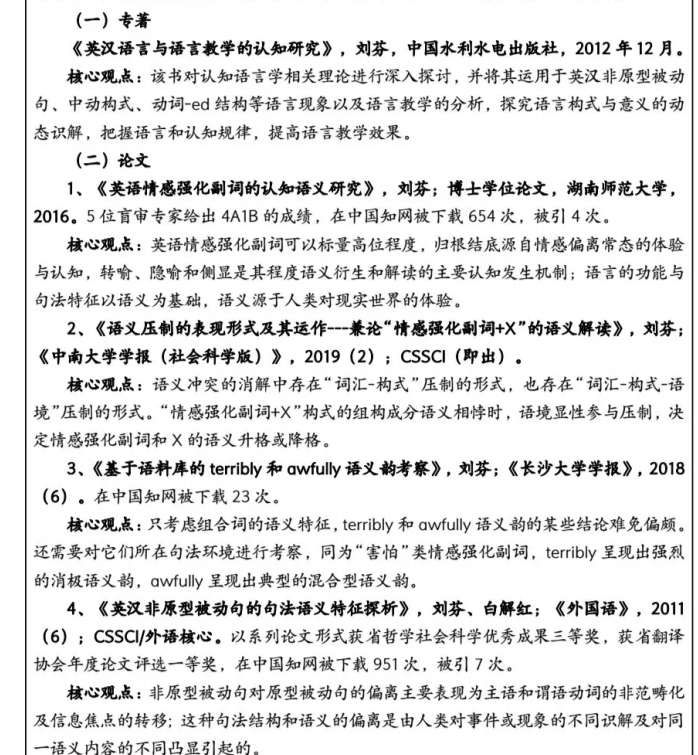 （一）专著
《英汉语言与语言教学的认知研究》，刘芬，中国水利水电出版社，2012 年 12 月。
核心观点：该书对认知语言学相关理论进行深入探讨，并将其运用于英汉非原型被动
句、中动构式、动词-ed 结构等语言现象以及语言教学的分析，探究语言构式与意义的动
态识解，把握语言和认知规律，提高语言教学效果。
（二）论文
1、《英语情感强化副词的认知语义研究》，刘芬；博士学位论文，湖南师范大学，
2016。5 位盲审专家给出 4A1B 的成绩，在中国知网被下载 654 次，被引 4 次。
核心观点：英语情感强化副词可以标量高位程度，归根结底源自情感偏离常态的体验
与认知，转喻、隐喻和侧显是其程度语义衍生和解读的主要认知发生机制；语言的功能与
句法特征以语义为基础，语义源于人类对现实世界的体验。
2、《语义压制的表现形式及其运作---兼论“情感强化副词+X”的语义解读》，刘芬；
《中南大学学报（社会科学版）》，2019（2）；CSSCI（即出）。
核心观点：语义冲突的消解中存在“词汇-构式”压制的形式，也存在“词汇-构式-语
境”压制的形式。“情感强化副词+X”构式的组构成分语义相悖时，语境显性参与压制，决
定情感强化副词和 X 的语义升格或降格。
3、《基于语料库的 terribly 和 awfully 语义韵考察》，刘芬；《长沙大学学报》，2018
（6）。在中国知网被下载 23 次。
核心观点：只考虑组合词的语义特征，terribly 和 awfully 语义韵的某些结论难免偏颇。
还需要对它们所在句法环境进行考察，同为“害怕”类情感强化副词，terribly 呈现出强烈
的消极语义韵，awfully 呈现出典型的混合型语义韵。
4、《英汉非原型被动句的句法语义特征探析》，刘芬、白解红；《外国语》，2011
（6）；CSSCI/外语核心。以系列论文形式获省哲学社会科学优秀成果三等奖，获省翻译
协会年度论文评选一等奖，在中国知网被下载 951 次，被引 7 次。
核心观点：非原型被动句对原型被动句的偏离主要表现为主语和谓语动词的非范畴化
及信息焦点的转移；这种句法结构和语义的偏离是由人类对事件或现象的不同识解及对同
一语义内容的不同凸显引起的。